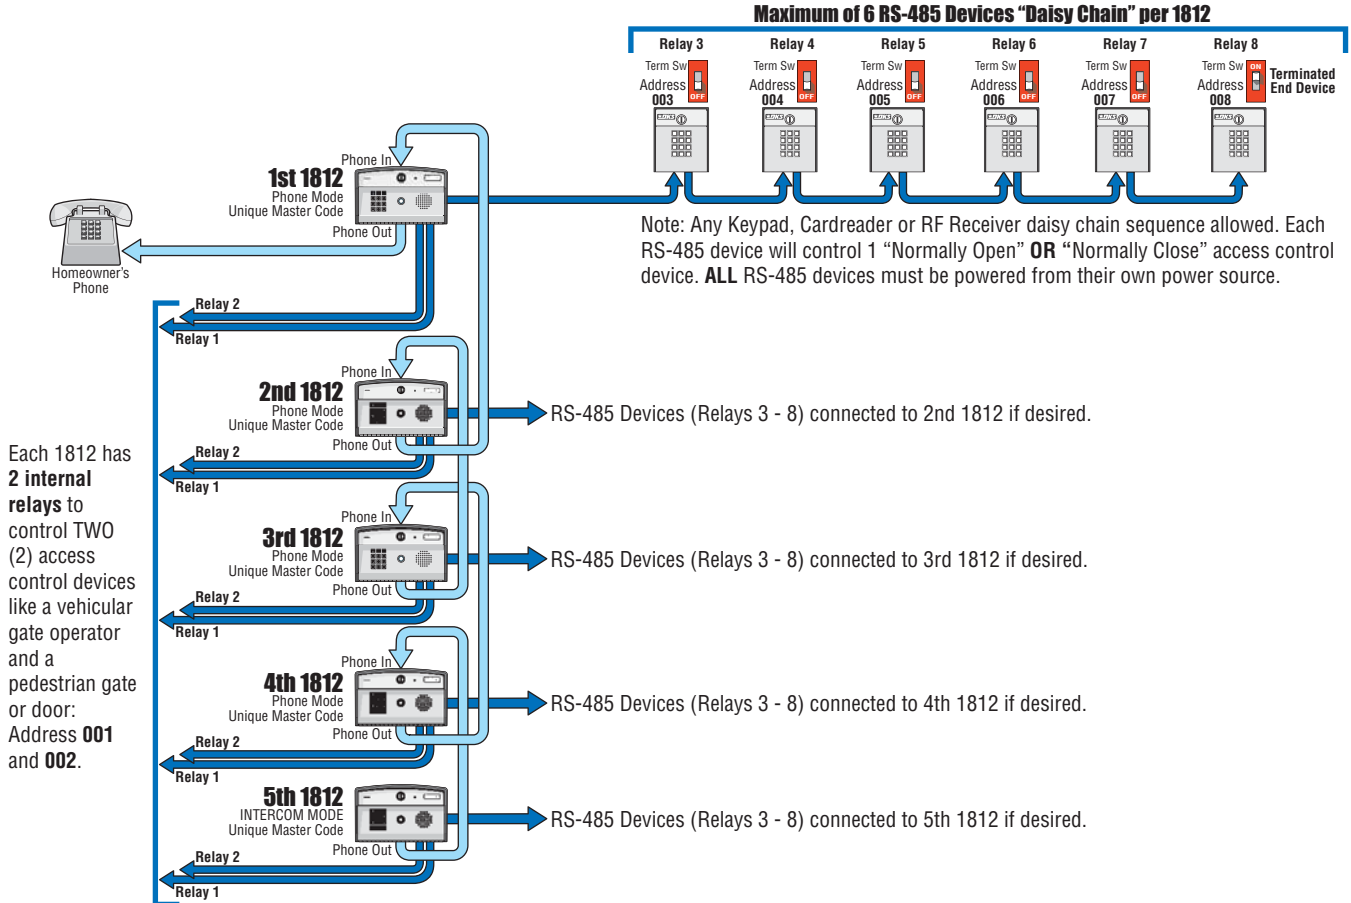 Maximum of 6 RS-485 Devices “Daisy Chain” per 1812
Relay 3
Relay 4
Relay 5
Relay 6
Relay 7
Relay 8
Term Sw
Address
003
OFF
Term Sw
Address
004
OFF
Term Sw
Address
005
OFF
Term Sw
Address
006
OFF
Term Sw
Address
007
OFF
Term Sw
Address
008
ON
Terminated
End Device
Note: Any Keypad, Cardreader or RF Receiver daisy chain sequence allowed. Each
RS-485 device will control 1 “Normally Open” OR “Normally Close” access control
device. ALL RS-485 devices must be powered from their own power source.
Phone In
1st 1812
Phone Mode
Unique Master Code
Phone Out
Homeowner's
Phone
Relay 2
Relay 1
Phone In
2nd 1812
Phone Mode
Unique Master Code
Phone Out
RS-485 Devices (Relays 3 - 8) connected to 2nd 1812 if desired.
Relay 2
Relay 1
Each 1812 has
2 internal
relays to
control TWO
(2) access
control devices
like a vehicular
gate operator
and a
pedestrian gate
or door:
Address 001
and 002.
Phone In
3rd 1812
Phone Mode
Unique Master Code
Phone Out
RS-485 Devices (Relays 3 - 8) connected to 3rd 1812 if desired.
Relay 2
Relay 1
Phone In
4th 1812
Phone Mode
Unique Master Code
Phone Out
RS-485 Devices (Relays 3 - 8) connected to 4th 1812 if desired.
Relay 2
Relay 1
5th 1812
INTERCOM MODE
Unique Master Code
Phone Out
RS-485 Devices (Relays 3 - 8) connected to 5th 1812 if desired.
Relay 2
Relay 1